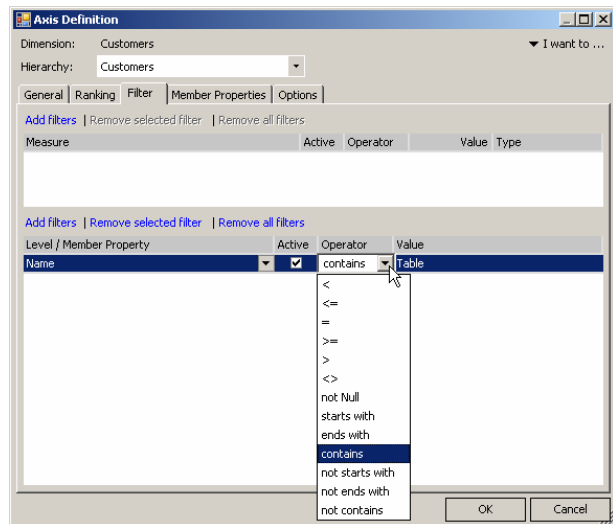 Axis Definition
Dimension: Customers I want to ...
Hierarchy: Customers
General Ranking Filter Member Properties Options
Add filters | Remove selected filter | Remove all filters
Measure Active Operator Value Type
Add filters | Remove selected filter | Remove all filters
Level / Member Property Active Operator Value
Name contains Table
<
<=
=
>=
>
<>
not Null
starts with
ends with
contains
not starts with
not ends with
not contains
OK Cancel